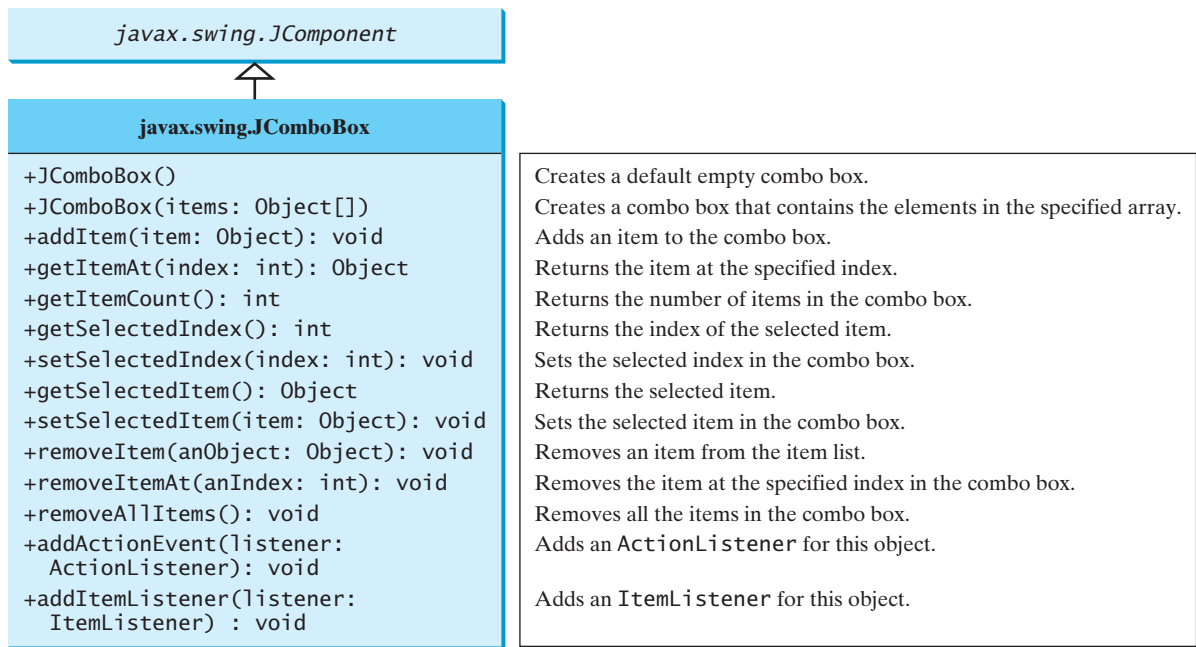 javax.swing.JComponent
javax.swing.JComboBox
+JComboBox()
Creates a default empty combo box.
+JComboBox(items: Object[])
Creates a combo box that contains the elements in the specified array.
+addItem(item: Object): void
Adds an item to the combo box.
+getItemAt(index: int): Object
Returns the item at the specified index.
+getItemCount(): int
Returns the number of items in the combo box.
+getSelectedIndex(): int
Returns the index of the selected item.
+setSelectedIndex(index: int): void
Sets the selected index in the combo box.
+getSelectedItem(): Object
Returns the selected item.
+setSelectedItem(item: Object): void
Sets the selected item in the combo box.
+removeItem(anObject: Object): void
Removes an item from the item list.
+removeItemAt(anIndex: int): void
Removes the item at the specified index in the combo box.
+removeAllItems(): void
Removes all the items in the combo box.
+addActionEvent(listener:
ActionListener): void
Adds an ActionListener for this object.
+addItemListener(listener:
ItemListener) : void
Adds an ItemListener for this object.